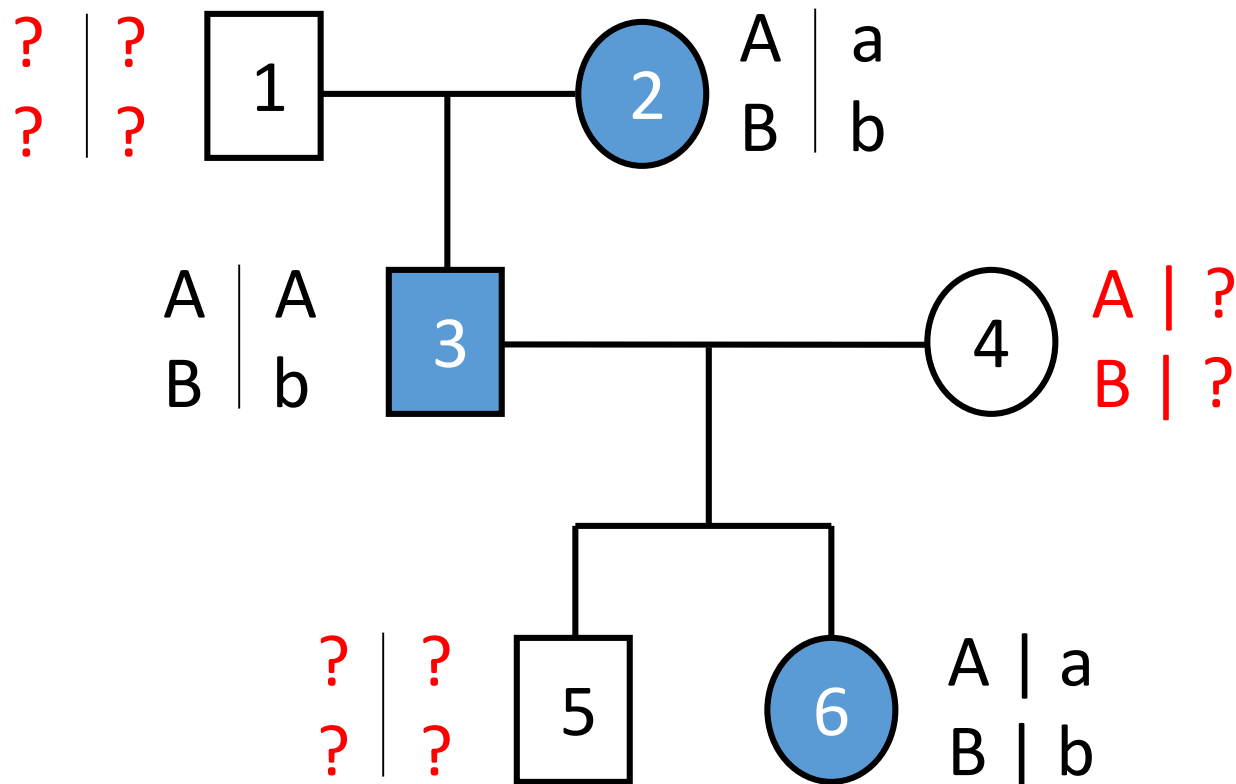 ? | ? 1 2 A | a
? | ? B | b
A | A 3 4 A | ?
B | b B | ?
? | ? 5 6 A | a
? | ? B | b